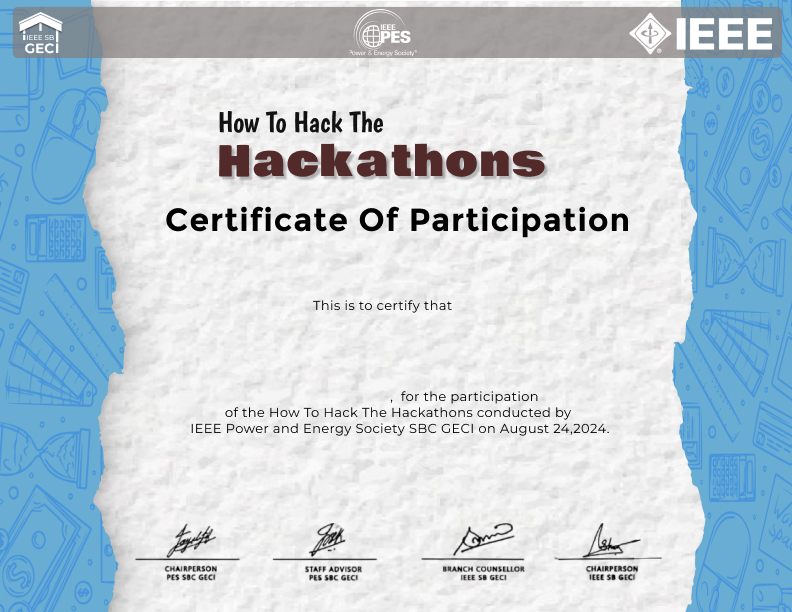 IEEE SB
GECI
IEEE
PES
Power & Energy Society™
IEEE
How To Hack The
Hackathons
Certificate Of Participation
This is to certify that
, for the participation
of the How To Hack The Hackathons conducted by
IEEE Power and Energy Society SBC GECI on August 24,2024.
CHAIRPERSON
PES SBC GECI
STAFF ADVISOR
PES SBC GECI
BRANCH COUNSELLOR
IEEE SB GECI
CHAIRPERSON
IEEE SB GECI